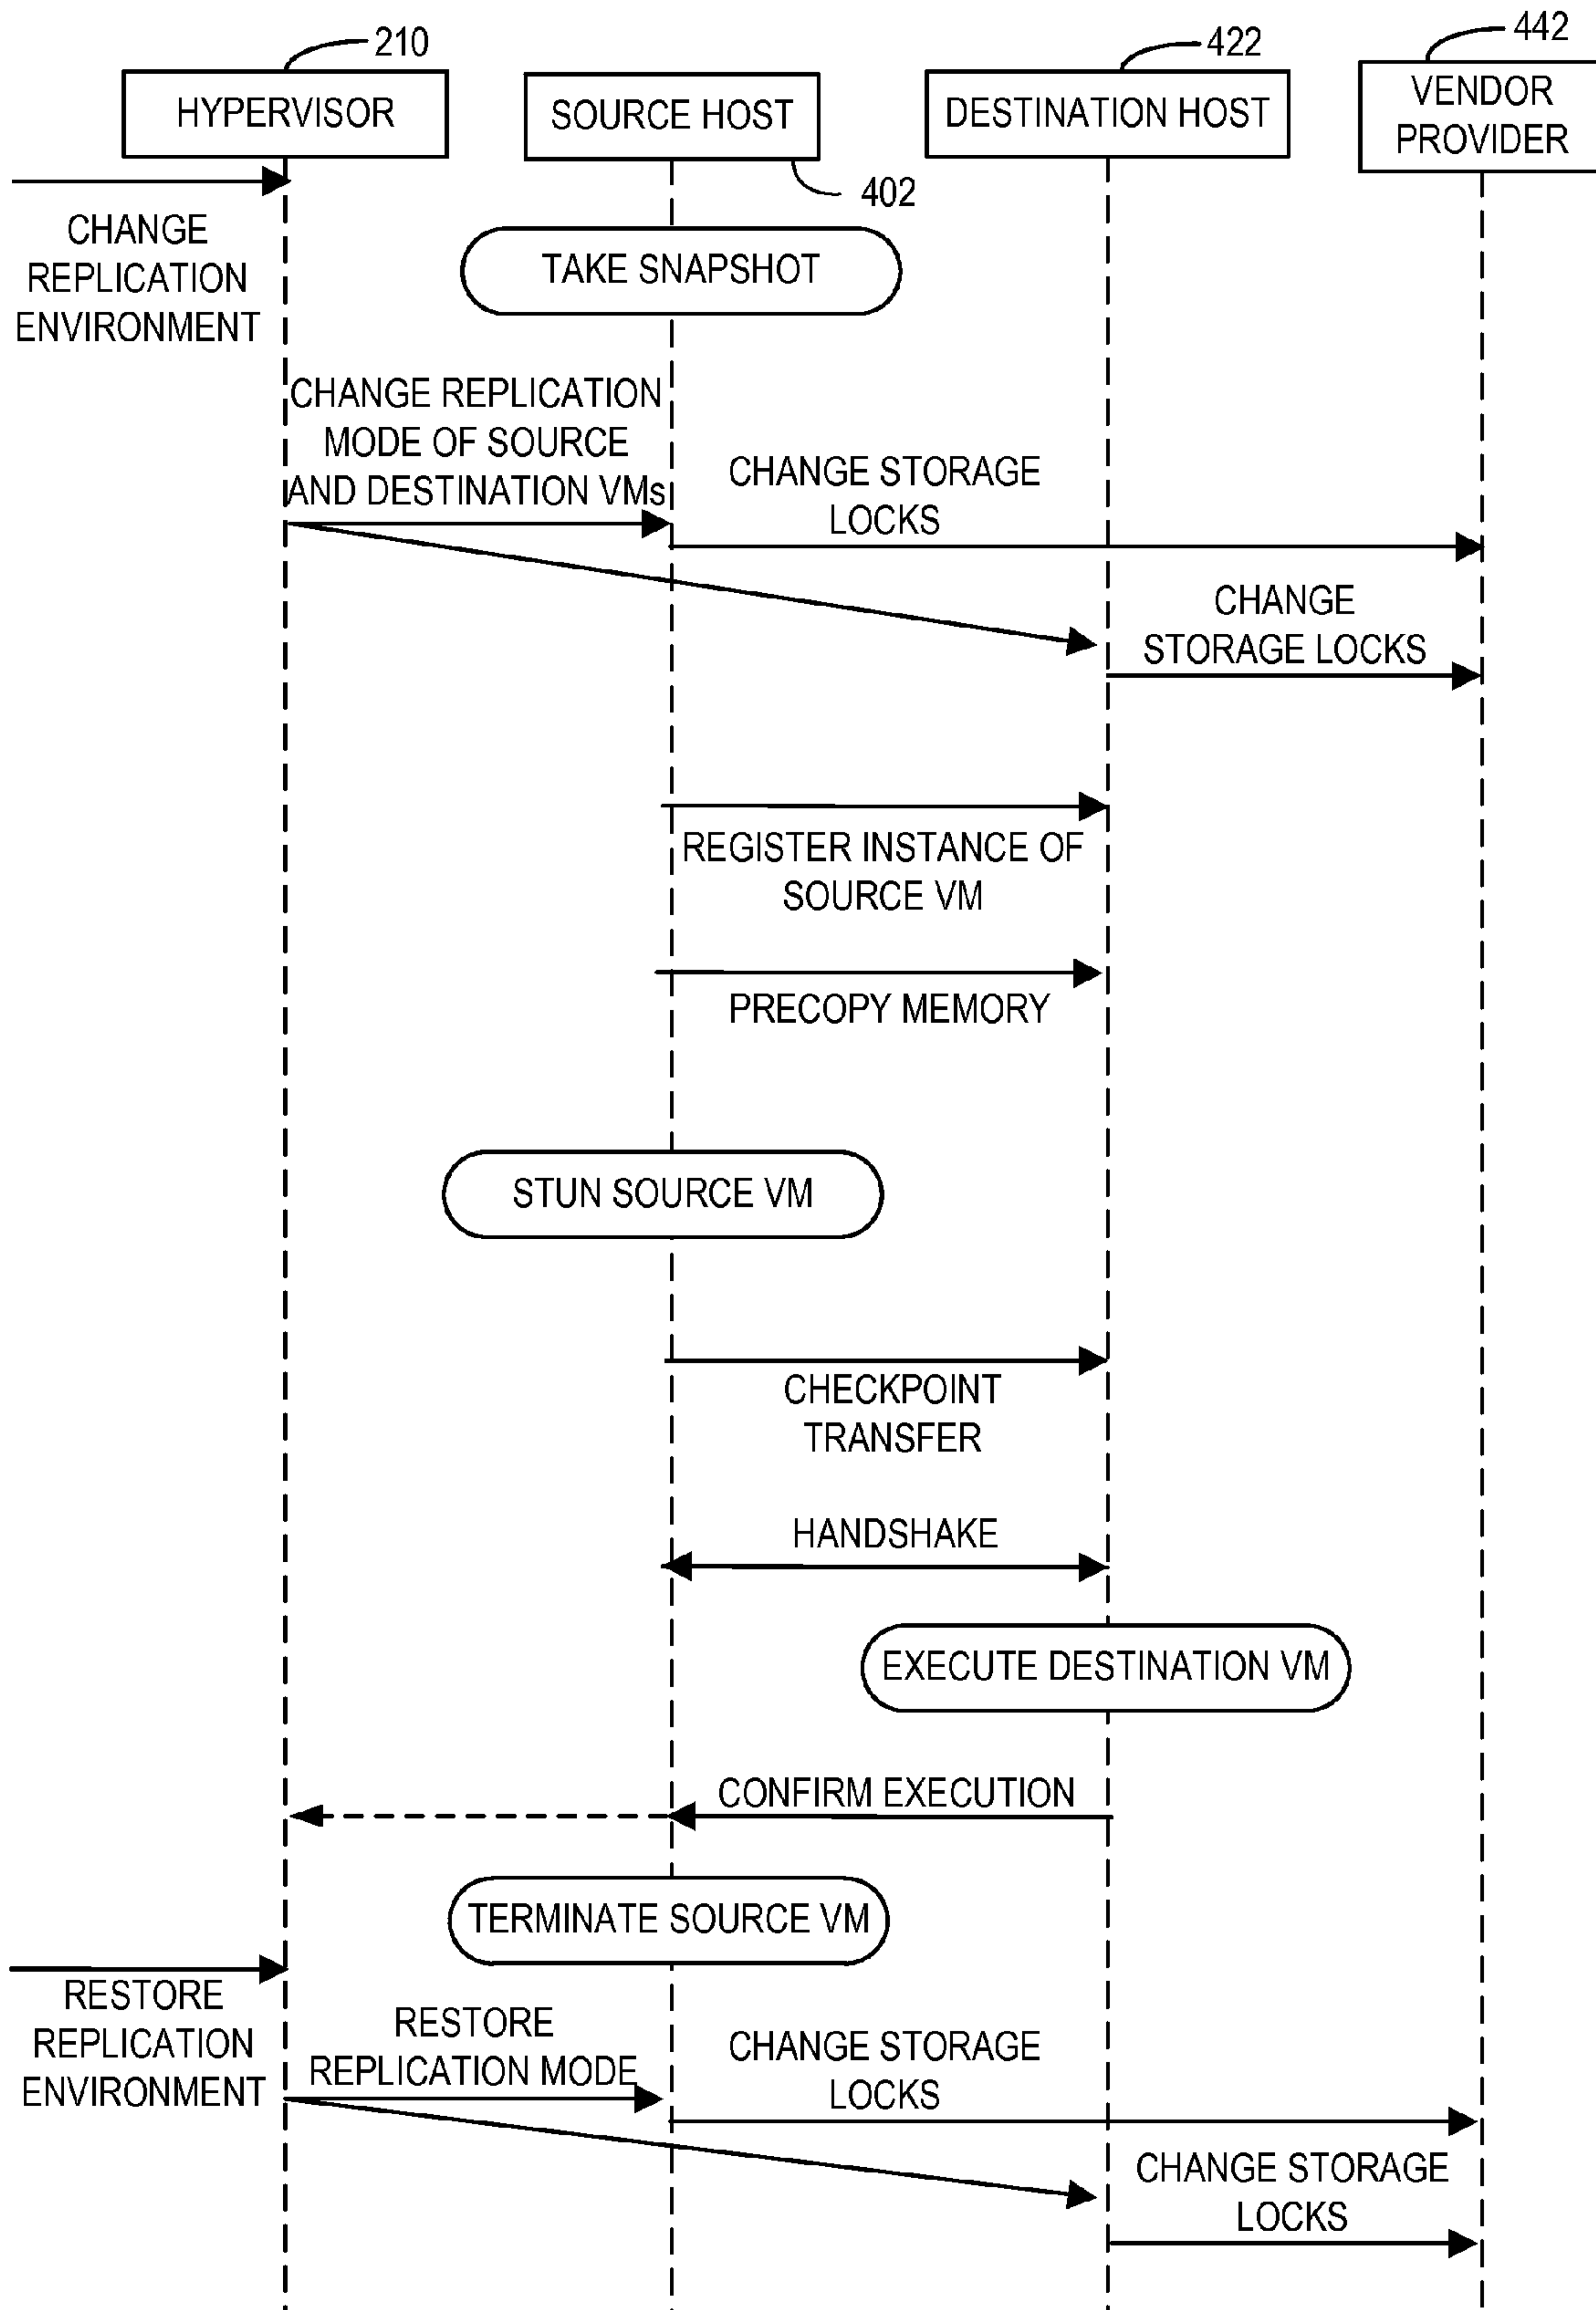 210
422
442
HYPERVISOR
SOURCE HOST
DESTINATION HOST
VENDOR
PROVIDER
402
CHANGE
REPLICATION
ENVIRONMENT
TAKE SNAPSHOT
CHANGE REPLICATION
MODE OF SOURCE
AND DESTINATION VMs
CHANGE STORAGE
LOCKS
CHANGE
STORAGE LOCKS
REGISTER INSTANCE OF
SOURCE VM
PRECOPY MEMORY
STUN SOURCE VM
CHECKPOINT
TRANSFER
HANDSHAKE
EXECUTE DESTINATION VM
CONFIRM EXECUTION
TERMINATE SOURCE VM
RESTORE
REPLICATION
ENVIRONMENT
RESTORE
REPLICATION MODE
CHANGE STORAGE
LOCKS
CHANGE STORAGE
LOCKS